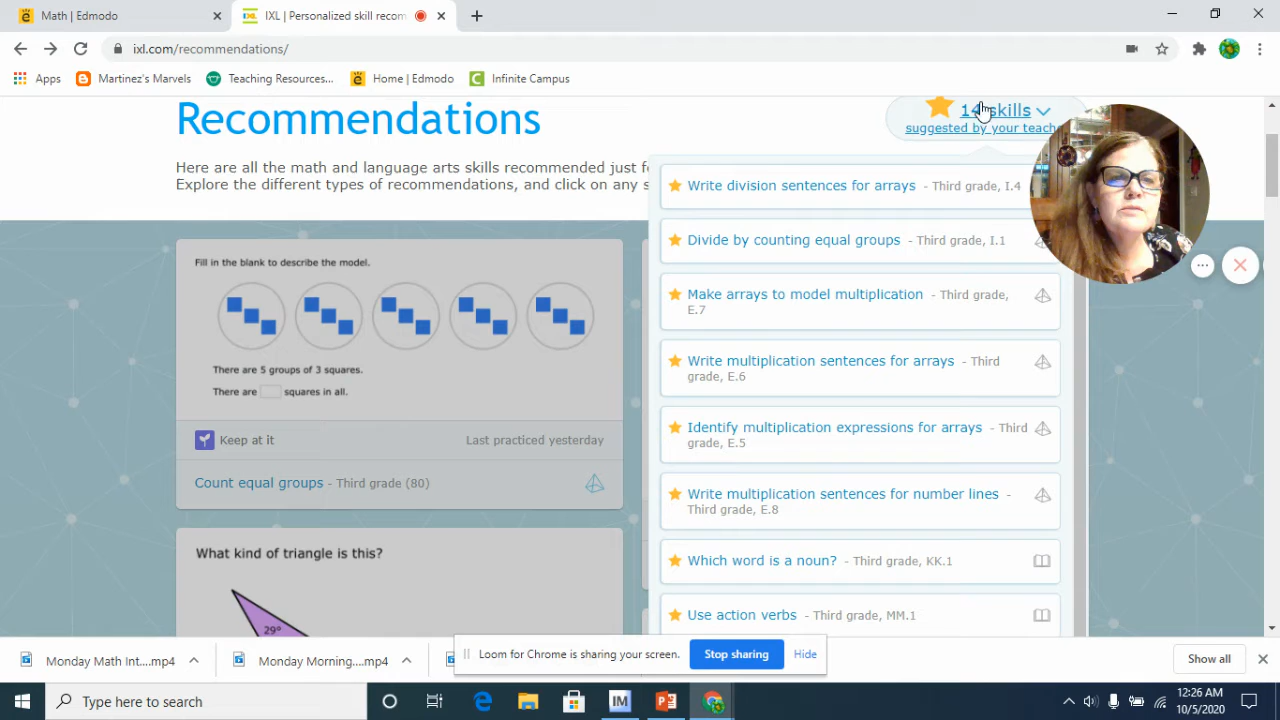 Math | Edmodo
IXL | Personalized skill recom
ixl.com/recommendations/
Apps
Martinez's Marvels
Teaching Resources...
Home | Edmodo
Infinite Campus
Recommendations
14 skills
suggested by your teach
Here are all the math and language arts skills recommended just fo
Explore the different types of recommendations, and click on any s
Write division sentences for arrays - Third grade, I.4
Divide by counting equal groups - Third grade, I.1
Make arrays to model multiplication - Third grade,
E.7
Write multiplication sentences for arrays - Third
grade, E.6
Identify multiplication expressions for arrays - Third
grade, E.5
Write multiplication sentences for number lines -
Third grade, E.8
Which word is a noun? - Third grade, KK.1
Use action verbs - Third grade, MM.1
Fill in the blank to describe the model.
There are 5 groups of 3 squares.
There are squares in all.
Keep at it
Last practiced yesterday
Count equal groups - Third grade (80)
What kind of triangle is this?
29°
Loom for Chrome is sharing your screen.
Stop sharing
Hide
Monday Math Int....mp4
Monday Morning....mp4
Show all
Type here to search
IM
12:26 AM
10/5/2020